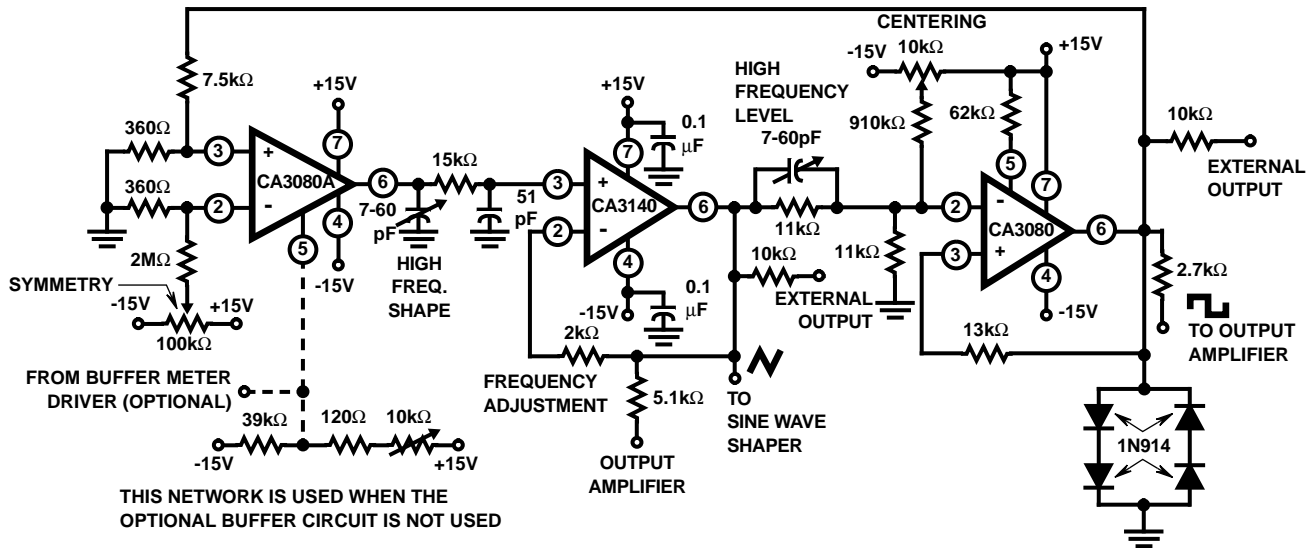 CENTERING
-15V
10kΩ
+15V
7.5kΩ
+15V
+15V
0.1
μF
HIGH
FREQUENCY
LEVEL
7-60pF
910kΩ
62kΩ
10kΩ
EXTERNAL
OUTPUT
360Ω
3
+
7
CA3080A
6
15kΩ
3
+
7
CA3140
6
5
7
360Ω
2
-
4
5
-15V
7-60
pF
51
pF
2
-
4
11kΩ
2
-
CA3080
6
3
+
4
-15V
2MΩ
SYMMETRY
-15V
+15V
100kΩ
HIGH
FREQ.
SHAPE
-15V
0.1
μF
10kΩ
EXTERNAL
OUTPUT
11kΩ
2.7kΩ
TO OUTPUT
AMPLIFIER
2kΩ
13kΩ
FROM BUFFER METER
DRIVER (OPTIONAL)
FREQUENCY
ADJUSTMENT
5.1kΩ
TO
SINE WAVE
SHAPER
39kΩ
120Ω
10kΩ
-15V
+15V
OUTPUT
AMPLIFIER
1N914
THIS NETWORK IS USED WHEN THE
OPTIONAL BUFFER CIRCUIT IS NOT USED